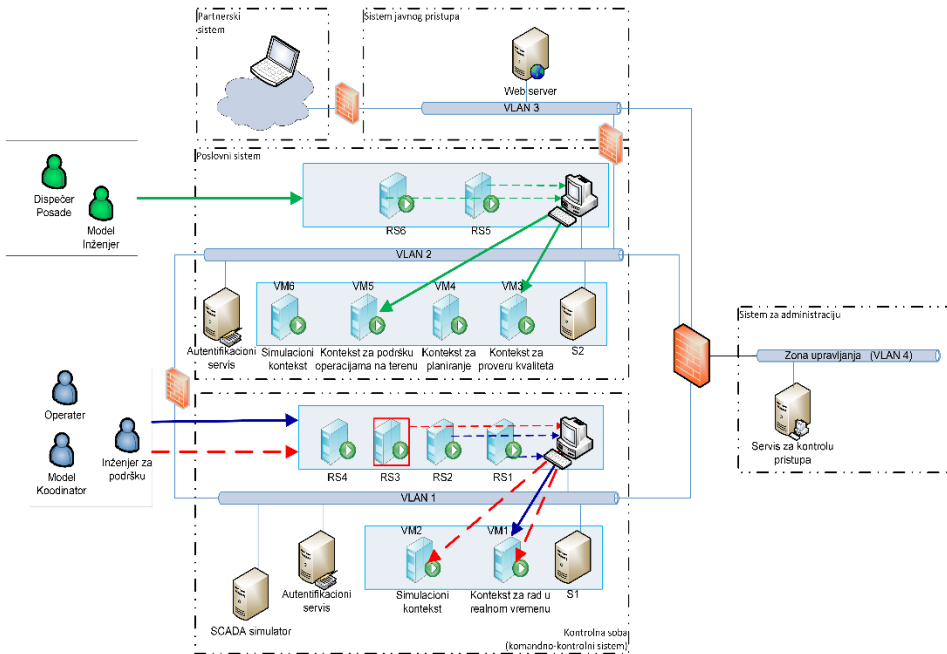 Partnerski
sistem
Sistem javnog pristupa
Web server
VLAN 3
Poslovni sistem
Dispečer
Posade
Model
Inženjer
RS6
RS5
VLAN 2
VM6
VM5
VM4
VM3
Autentifikacioni
servis
Simulacioni
kontekst
Kontekst za podršku
operacijama na terenu
Kontekst za
planiranje
Kontekst za
proveru kvaliteta
S2
Sistem za administraciju
Zona upravljanja (VLAN 4)
Servis za kontrolu
pristupa
Operater
Model
Koodinator
Inženjer za
podršku
RS4
RS3
RS2
RS1
VLAN 1
VM2
VM1
SCADA simulator
Autentifikacioni
servis
Simulacioni
kontekst
Kontekst za rad u
realnom vremenu
S1
Kontrolna soba
(komandno-kontrolni sistem)